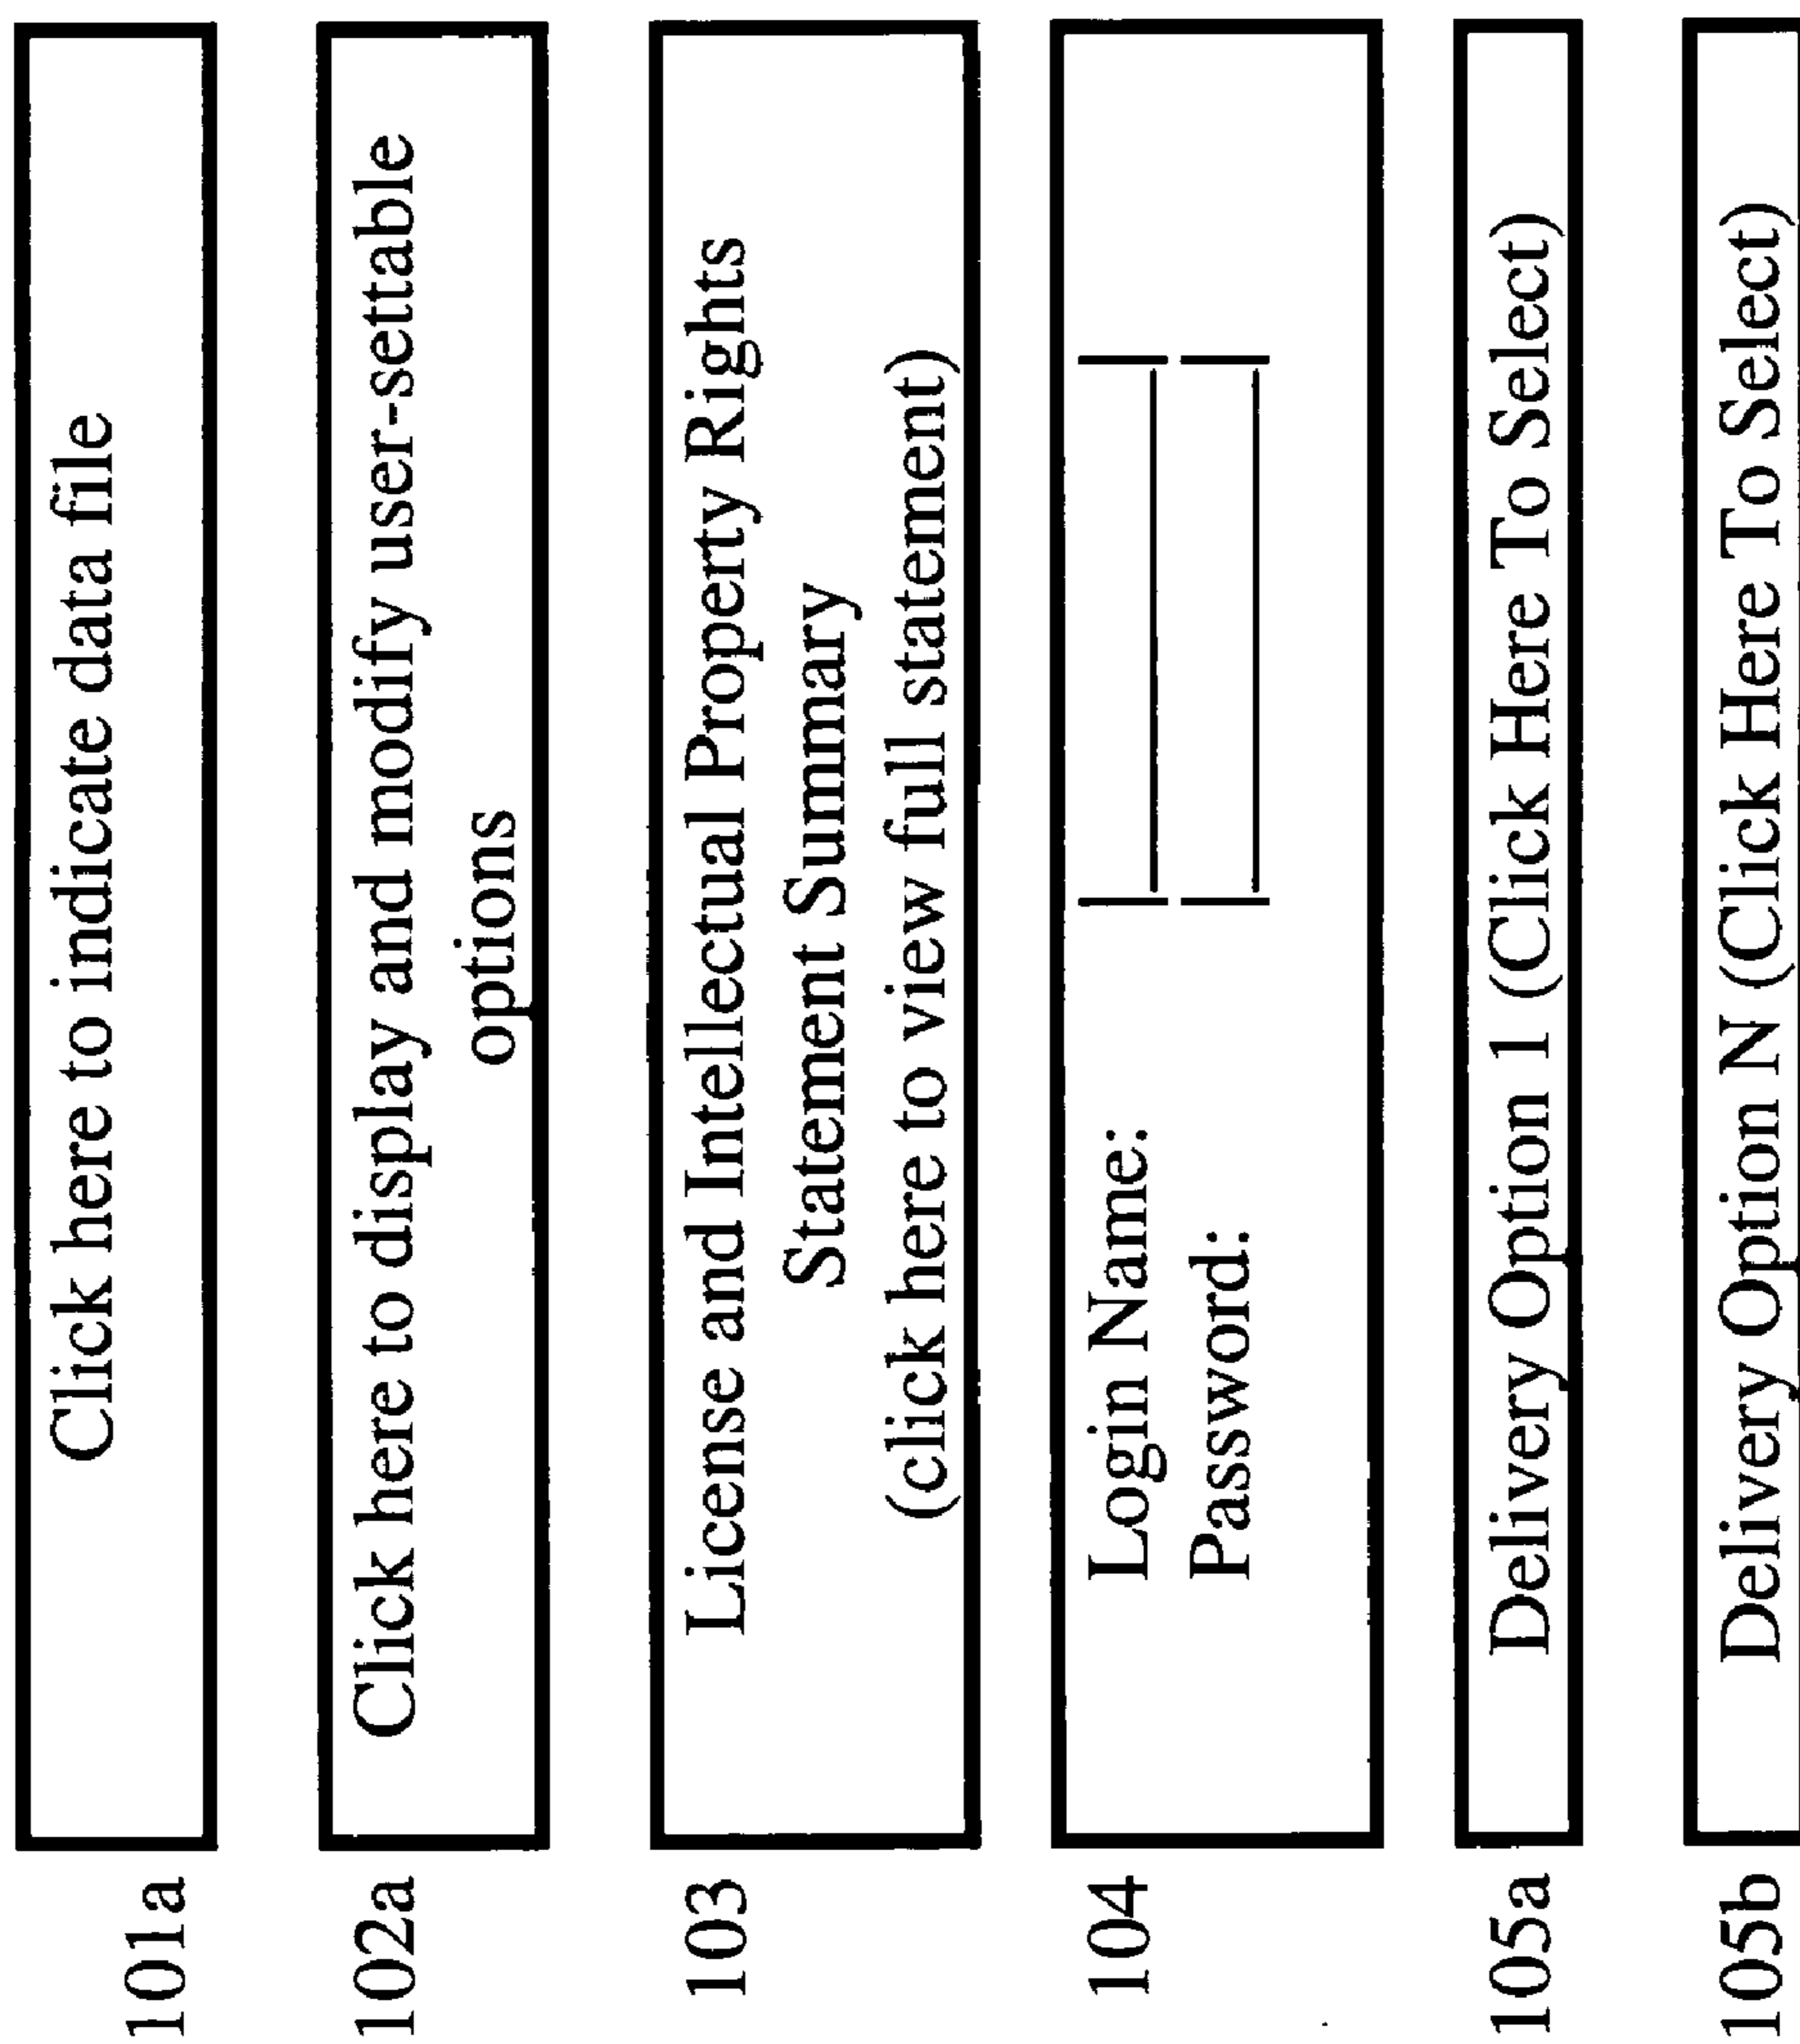 101a
Click here to indicate data file
102a
Click here to display and modify user-settable
options
103
License and Intellectual Property Rights
Statement Summary
(click here to view full statement)
104
Login Name:
Password:
105a
Delivery Option 1 (Click Here To Select)
105b
Delivery Option N (Click Here To Select)